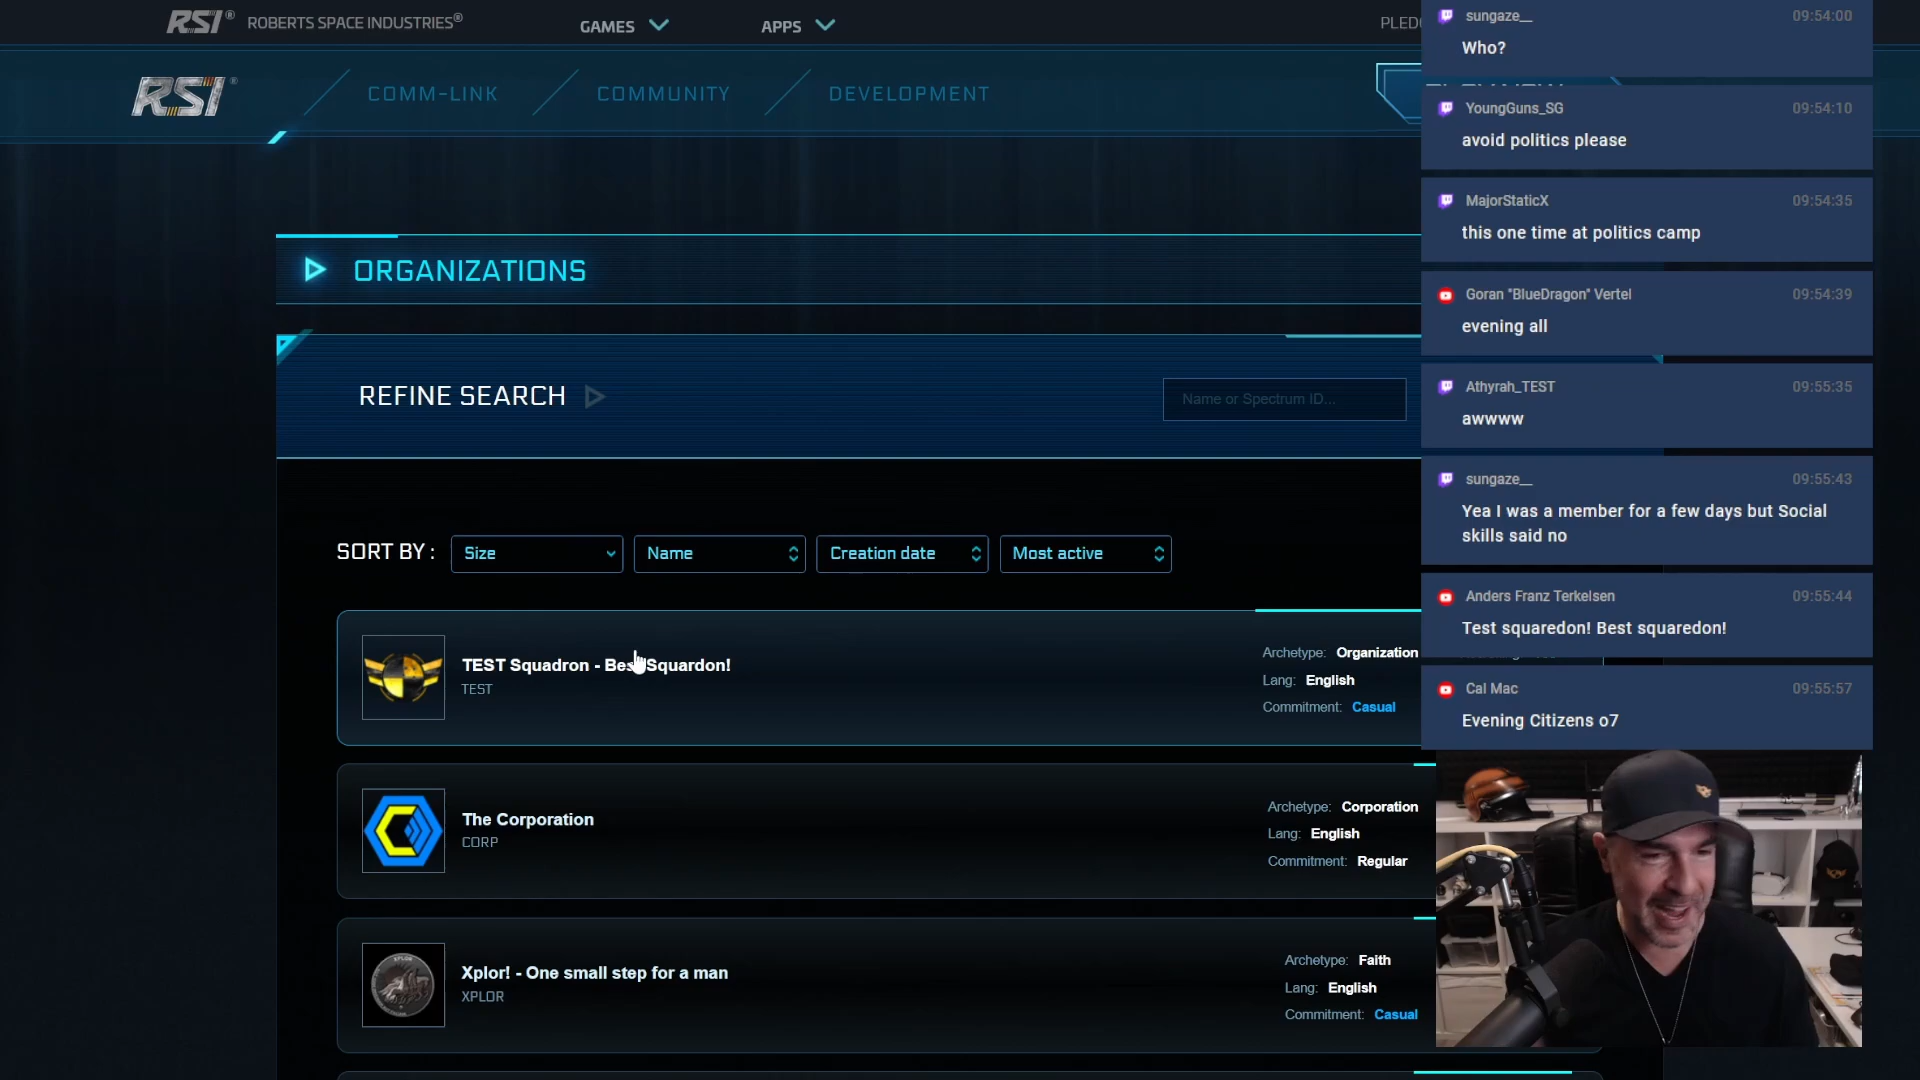 RSI® ROBERTS SPACE INDUSTRIES®
GAMES
APPS
RSI®
COMM-LINK
COMMUNITY
DEVELOPMENT
ORGANIZATIONS
REFINE SEARCH
Name or Spectrum ID...
SORT BY :
Size
Name
Creation date
Most active
TEST Squadron - Best Squardon!
TEST
Archetype: Organization
Lang: English
Commitment: Casual
The Corporation
CORP
Archetype: Corporation
Lang: English
Commitment: Regular
Xplor! - One small step for a man
XPLOR
Archetype: Faith
Lang: English
Commitment: Casual
sungaze__ 09:54:00
Who?
YoungGuns_SG 09:54:10
avoid politics please
MajorStaticX 09:54:35
this one time at politics camp
Goran "BlueDragon" Vertel 09:54:39
evening all
Athyrah_TEST 09:55:35
awwww
sungaze__ 09:55:43
Yea I was a member for a few days but Social
skills said no
Anders Franz Terkelsen 09:55:44
Test squaredon! Best squaredon!
Cal Mac 09:55:57
Evening Citizens o7